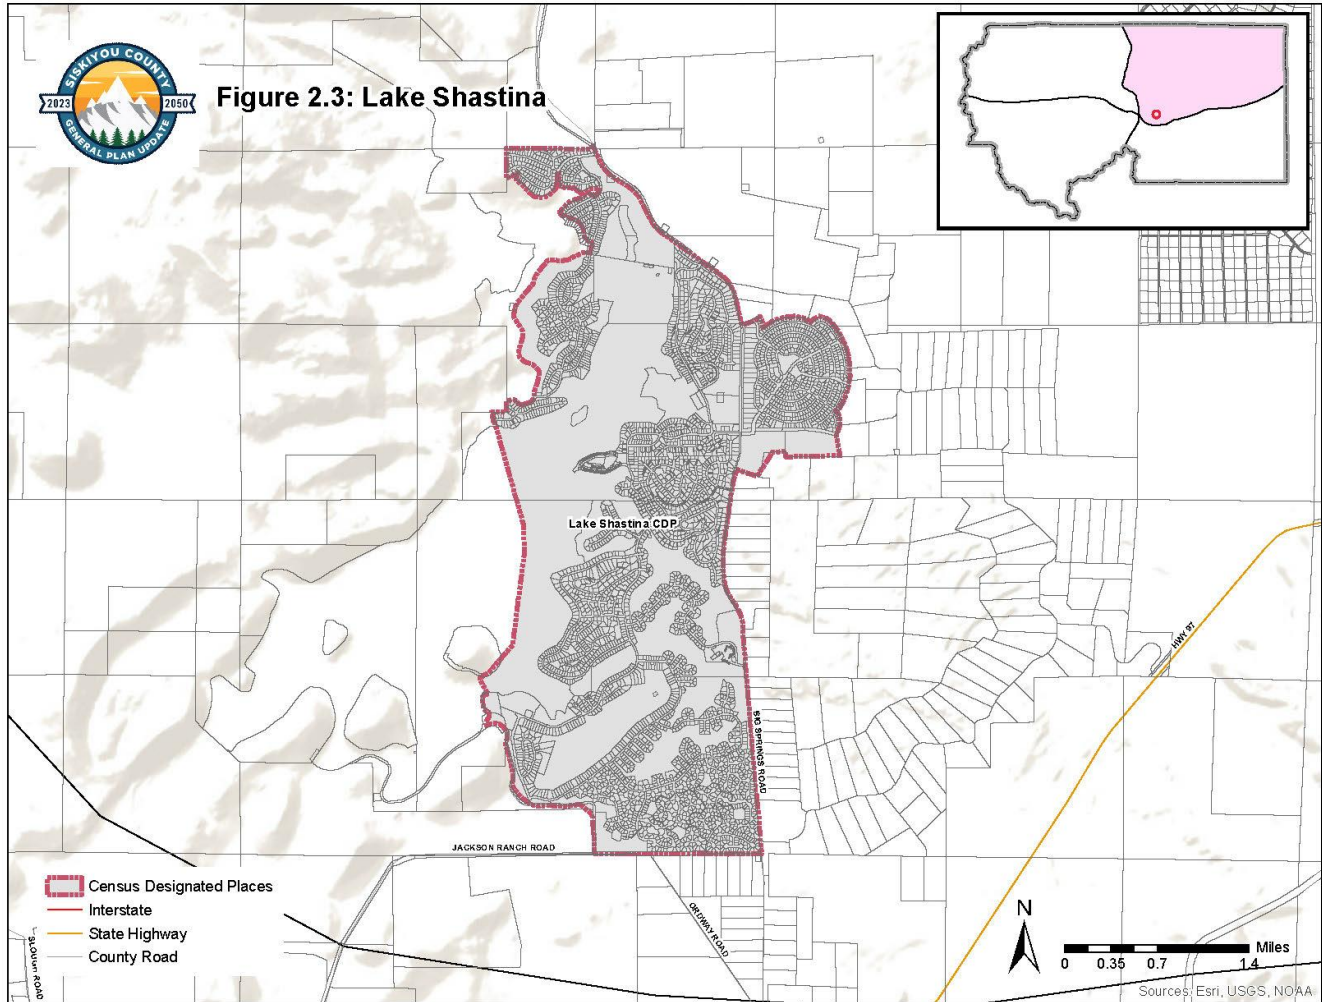 SISKIYOU COUNTY
2023 2050
GENERAL PLAN UPDATE
Figure 2.3: Lake Shastina
Lake Shastina CDP
HWY 97
BIG SPRINGS ROAD
JACKSON RANCH ROAD
ORDWAY ROAD
SLOUGH ROAD
Census Designated Places
Interstate
State Highway
County Road
N
Miles
0 0.35 0.7 1.4
Sources: Esri, USGS, NOAA